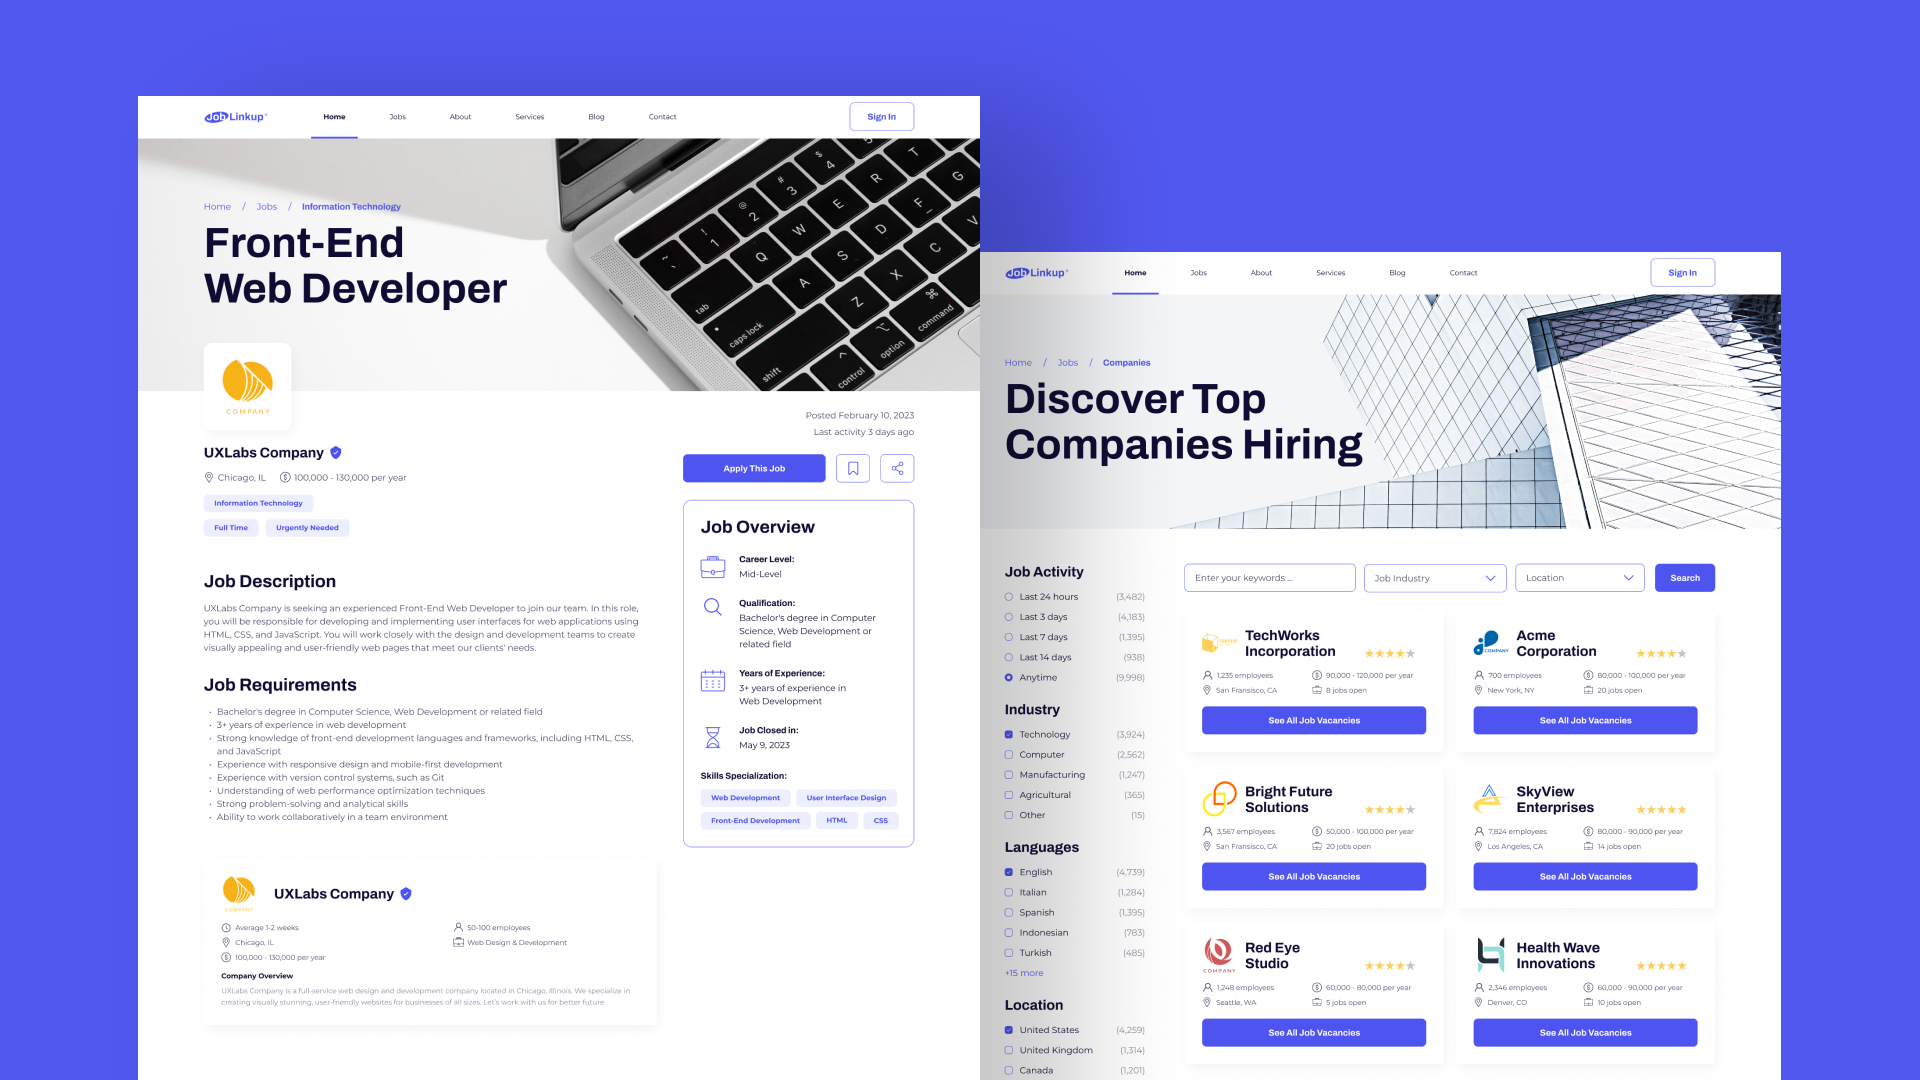 Job Linkup
Home
Jobs
About
Services
Blog
Contact
Sign In
Home / Jobs / Information Technology
Front-End
Web Developer
COMPANY
UXLabs Company
Chicago, IL
100,000 - 130,000 per year
Information Technology
Full Time
Urgently Needed
Posted February 10, 2023
Last activity 3 days ago
Apply This Job
Job Description
UXLabs Company is seeking an experienced Front-End Web Developer to join our team. In this role,
you will be responsible for developing and implementing user interfaces for web applications using
HTML, CSS, and JavaScript. You will work closely with the design and development teams to create
visually appealing and user-friendly web pages that meet our clients' needs.
Job Requirements
• Bachelor's degree in Computer Science, Web Development or related field
• 3+ years of experience in web development
• Strong knowledge of front-end development languages and frameworks, including HTML, CSS,
and JavaScript
• Experience with responsive design and mobile-first development
• Experience with version control systems, such as Git
• Understanding of web performance optimization techniques
• Strong problem-solving and analytical skills
• Ability to work collaboratively in a team environment
Job Overview
Career Level:
Mid-Level
Qualification:
Bachelor's degree in Computer
Science, Web Development or
related field
Years of Experience:
3+ years of experience in
Web Development
Job Closed in:
May 9, 2023
Skills Specialization:
Web Development
User Interface Design
Front-End Development
HTML
CSS
COMPANY
UXLabs Company
Average 1-2 weeks
50-100 employees
Chicago, IL
Web Design & Development
100,000 - 130,000 per year
Company Overview
UXLabs Company is a full-service web design and development company located in Chicago, Illinois. We specialize in
creating visually stunning, user-friendly websites for businesses of all sizes. Let's work with us for better future.
~ `
! 1
@ 2
# 3
$ 4
Q
W
E
R
T
tab
A
S
D
F
G
caps lock
Z
X
C
V
shift
control
option
command
Job Linkup
Home
Jobs
About
Services
Blog
Contact
Sign In
Home / Jobs / Companies
Discover Top
Companies Hiring
Job Activity
Last 24 hours (3,482)
Last 3 days (4,183)
Last 7 days (1,395)
Last 14 days (938)
Anytime (9,998)
Industry
Technology (3,924)
Computer (2,562)
Manufacturing (1,247)
Agricultural (365)
Other (15)
Languages
English (4,739)
Italian (1,284)
Spanish (1,395)
Indonesian (783)
Turkish (485)
+15 more
Location
United States (4,259)
United Kingdom (1,314)
Canada (1,201)
Enter your keywords ...
Job Industry
Location
Search
TechWorks
Incorporation
1,235 employees
90,000 - 120,000 per year
San Fransisco, CA
8 jobs open
See All Job Vacancies
COMPANY
Acme
Corporation
700 employees
80,000 - 100,000 per year
New York, NY
20 jobs open
See All Job Vacancies
Bright Future
Solutions
3,567 employees
50,000 - 100,000 per year
San Fransisco, CA
20 jobs open
See All Job Vacancies
SkyView
Enterprises
7,824 employees
80,000 - 90,000 per year
Los Angeles, CA
14 jobs open
See All Job Vacancies
COMPANY
Red Eye
Studio
1,248 employees
60,000 - 80,000 per year
Seattle, WA
5 jobs open
See All Job Vacancies
Health Wave
Innovations
2,346 employees
60,000 - 90,000 per year
Denver, CO
10 jobs open
See All Job Vacancies